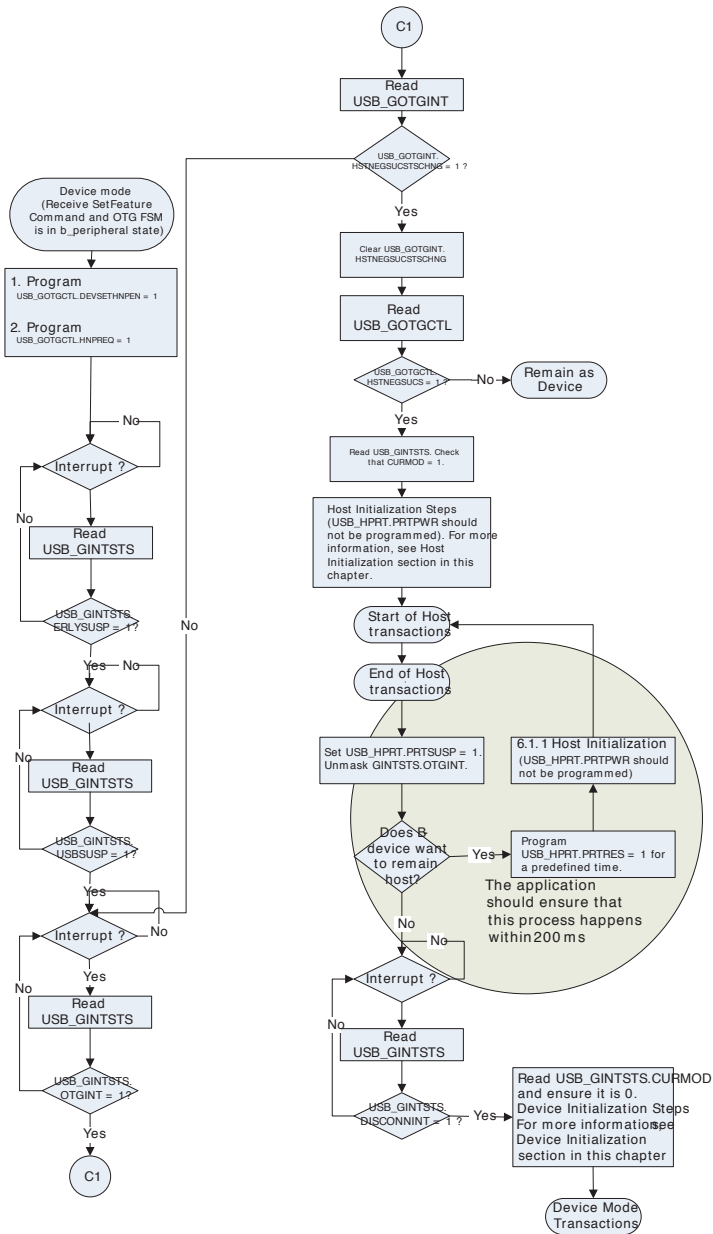 Device mode
(Receive SetFeature
Command and OTG FSM
is in b_peripheral state)
1. Program
USB_GOTGCTL.DEVSETHNPEN = 1
2. Program
USB_GOTGCTL.HNPREQ = 1
No
Interrupt ?
No
Read
USB_GINTSTS
USB_GINTSTS.
ERLYSUSP = 1?
Yes
No
Interrupt ?
No
Read
USB_GINTSTS
USB_GINTSTS.
USBSUSP = 1?
Yes
No
Interrupt ?
Yes
No
Read
USB_GINTSTS
USB_GINTSTS.
OTGINT = 1?
Yes
C1
C1
Read
USB_GOTGINT
USB_GOTGINT.
HSTNEGSUCSTSCHNG = 1 ?
No
Yes
Clear USB_GOTGINT.
HSTNEGSUCSTSCHNG
Read
USB_GOTGCTL
USB_GOTGCTL.
HSTNEGSUCS = 1 ?
No
Remain as
Device
Yes
Read USB_GINTSTS. Check
that CURMOD = 1.
Host Initialization Steps
(USB_HPRT.PRTPWR should
not be programmed). For more
information, see Host
Initialization section in this
chapter.
Start of Host
transactions
End of Host
transactions
Set USB_HPRT.PRTSUSP = 1.
Unmask GINTSTS.OTGINT.
6.1.1 Host Initialization
(USB_HPRT.PRTPWR should
not be programmed)
Does B-
device want
to remain
host?
Yes
Program
USB_HPRT.PRTRES = 1 for
a predefined time.
The application
should ensure that
this process happens
within 200 ms
No
No
Interrupt ?
No
Read
USB_GINTSTS
USB_GINTSTS.
DISCONNINT = 1 ?
Yes
Read USB_GINTSTS.CURMOD
and ensure it is 0.
Device Initialization Steps
For more information, see
Device Initialization
section in this chapter
Device Mode
Transactions